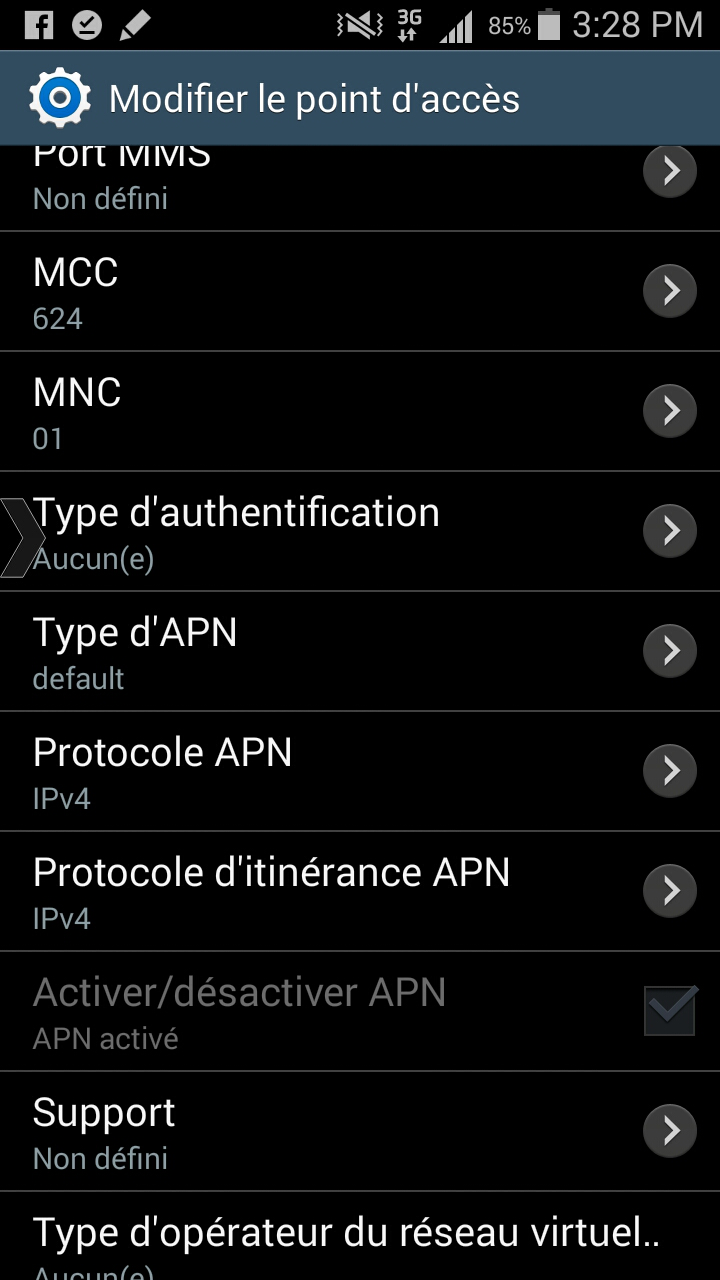 3G 85% 3:28 PM
Modifier le point d'accès
Port MMS
Non défini
MCC
624
MNC
01
Type d'authentification
Aucun(e)
Type d'APN
default
Protocole APN
IPv4
Protocole d'itinérance APN
IPv4
Activer/désactiver APN
APN activé
Support
Non défini
Type d'opérateur du réseau virtuel..
Aucun(e)